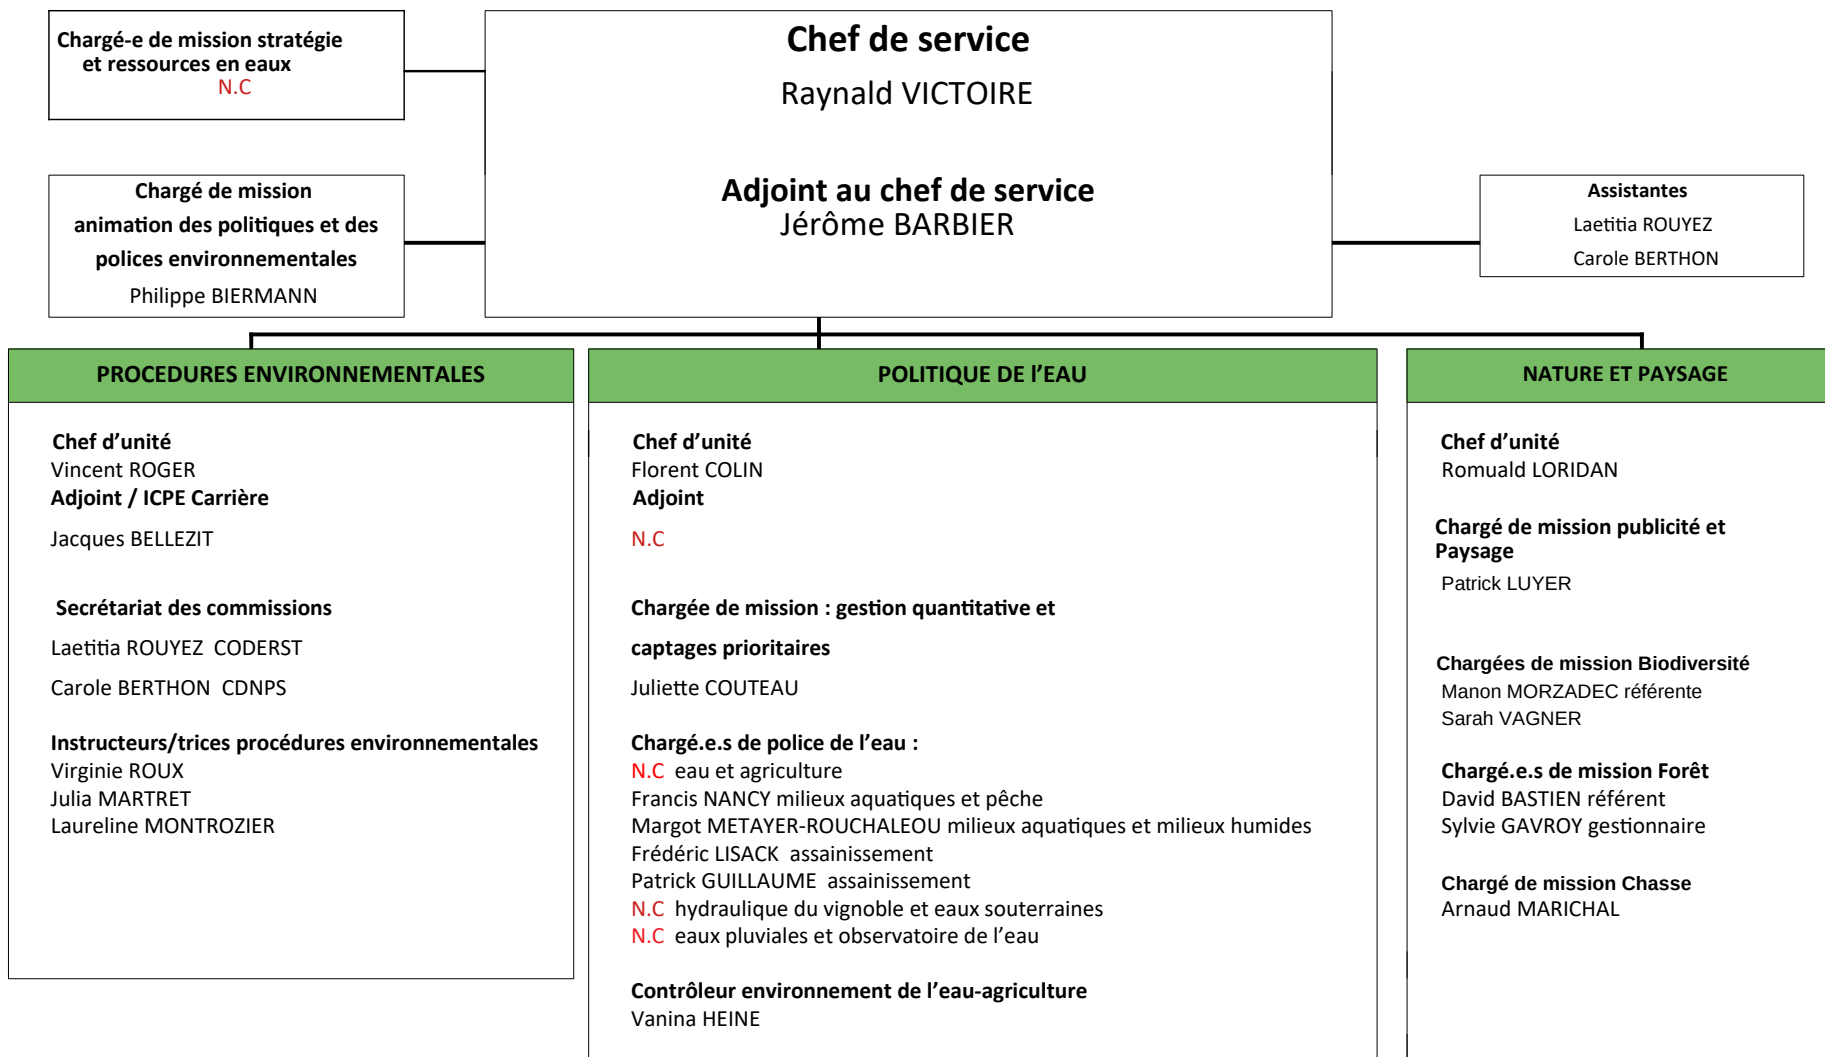 Chargé-e de mission stratégie
et ressources en eaux
N.C
Chef de service
Raynald VICTOIRE
Adjoint au chef de service
Jérôme BARBIER
Chargé de mission
animation des politiques et des
polices environnementales
Philippe BIERMANN
Assistantes
Laetitia ROUYEZ
Carole BERTHON
PROCEDURES ENVIRONNEMENTALES
Chef d’unité
Vincent ROGER
Adjoint / ICPE Carrière
Jacques BELLEZIT
Secrétariat des commissions
Laetitia ROUYEZ CODERST
Carole BERTHON CDNPS
Instructeurs/trices procédures environnementales
Virginie ROUX
Julia MARTRET
Laureline MONTROZIER
POLITIQUE DE l’EAU
Chef d’unité
Florent COLIN
Adjoint
N.C
Chargée de mission : gestion quantitative et
captages prioritaires
Juliette COUTEAU
Chargé.e.s de police de l’eau :
N.C eau et agriculture
Francis NANCY milieux aquatiques et pêche
Margot METAYER-ROUCHALEOU milieux aquatiques et milieux humides
Frédéric LISACK assainissement
Patrick GUILLAUME assainissement
N.C hydraulique du vignoble et eaux souterraines
N.C eaux pluviales et observatoire de l’eau
Contrôleur environnement de l’eau-agriculture
Vanina HEINE
NATURE ET PAYSAGE
Chef d’unité
Romuald LORIDAN
Chargé de mission publicité et
Paysage
Patrick LUYER
Chargées de mission Biodiversité
Manon MORZADEC référente
Sarah VAGNER
Chargé.e.s de mission Forêt
David BASTIEN référent
Sylvie GAVROY gestionnaire
Chargé de mission Chasse
Arnaud MARICHAL